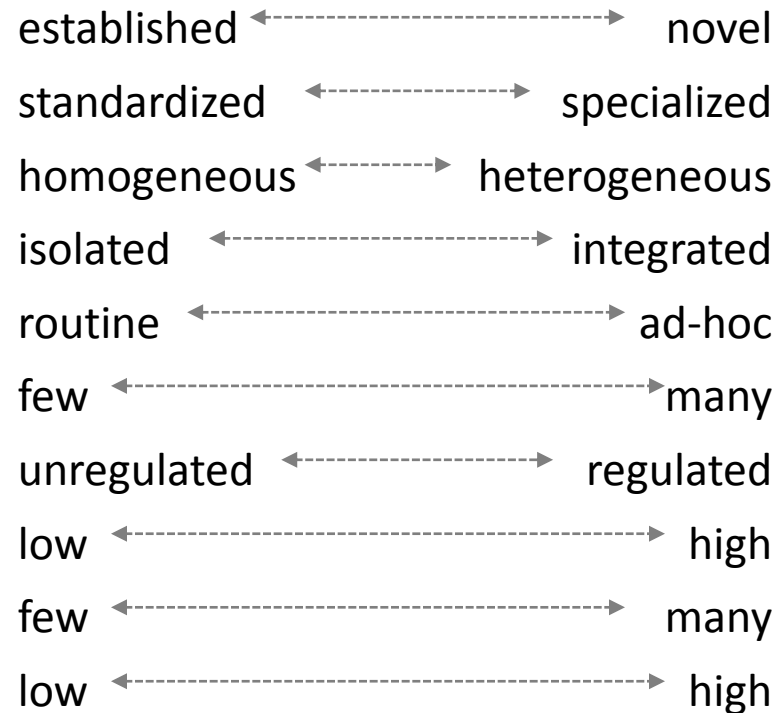 established novel
standardized specialized
homogeneous heterogeneous
isolated integrated
routine ad-hoc
few many
unregulated regulated
low high
few many
low high